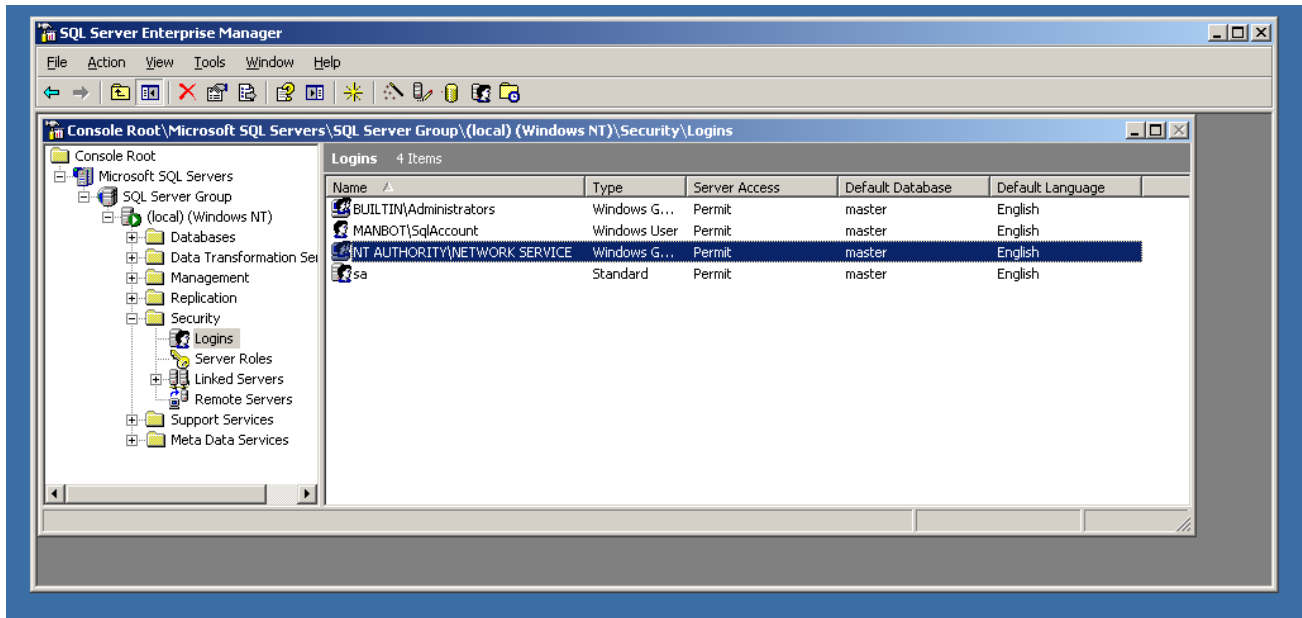 SQL Server Enterprise Manager
File Action View Tools Window Help
Console Root\Microsoft SQL Servers\SQL Server Group\(local) (Windows NT)\Security\Logins
Console Root
Microsoft SQL Servers
SQL Server Group
(local) (Windows NT)
Databases
Data Transformation Ser
Management
Replication
Security
Logins
Server Roles
Linked Servers
Remote Servers
Support Services
Meta Data Services
Logins 4 Items
Name Type Server Access Default Database Default Language
BUILTIN\Administrators Windows G... Permit master English
MANBOT\SqlAccount Windows User Permit master English
NT AUTHORITY\NETWORK SERVICE Windows G... Permit master English
sa Standard Permit master English